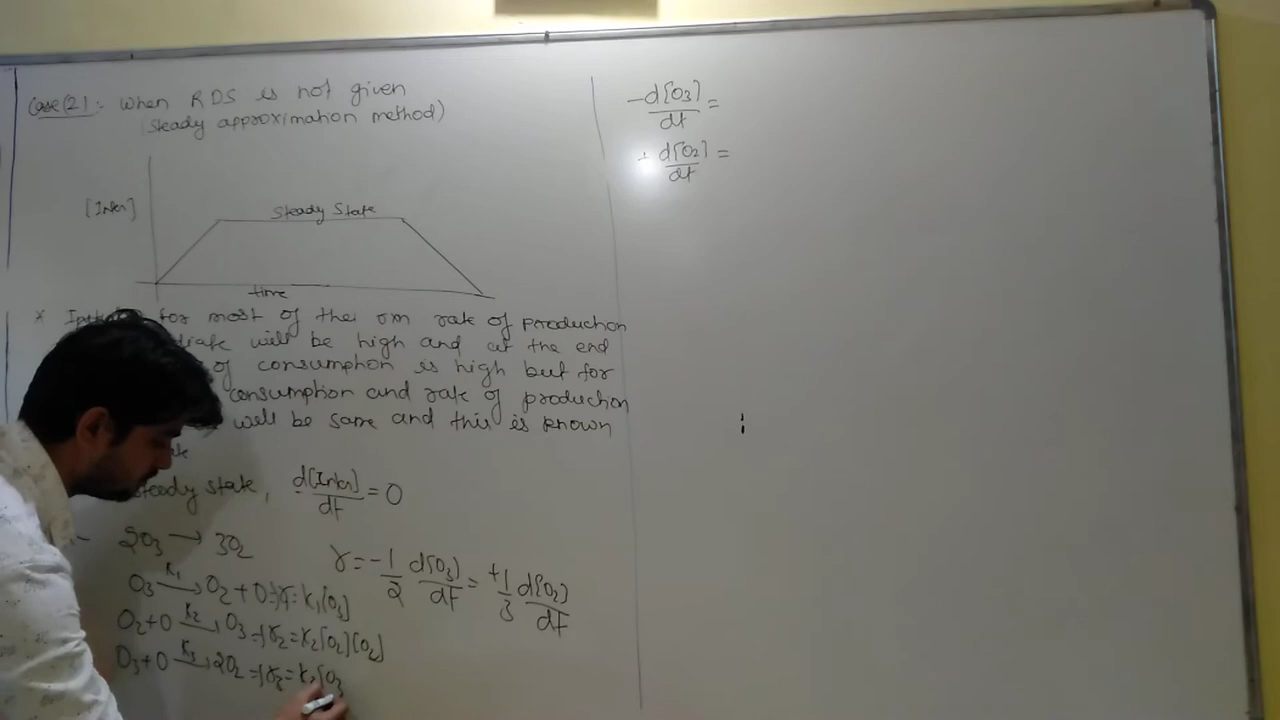 Case(2): When RDS is not given
(Steady approximation method)
[Inter]
Steady State
time
* for most of the rm rate of production
will be high and at the end
of consumption is high but for
consumption and rate of production
will be same and this is known
steady state, d[Inter]/dt = 0
2O3 → 3O2
r = -1/2 d[O3]/dt = +1/3 d[O2]/dt
O3 K1→ O2 + O ⇒ r1 = K1[O3]
O2+O K2→ O3 ⇒ r2 = K2[O2][O2]
O3+O K3→ 2O2 ⇒ r3 = K3[O3
-d[O3]/dt =
+d[O2]/dt =